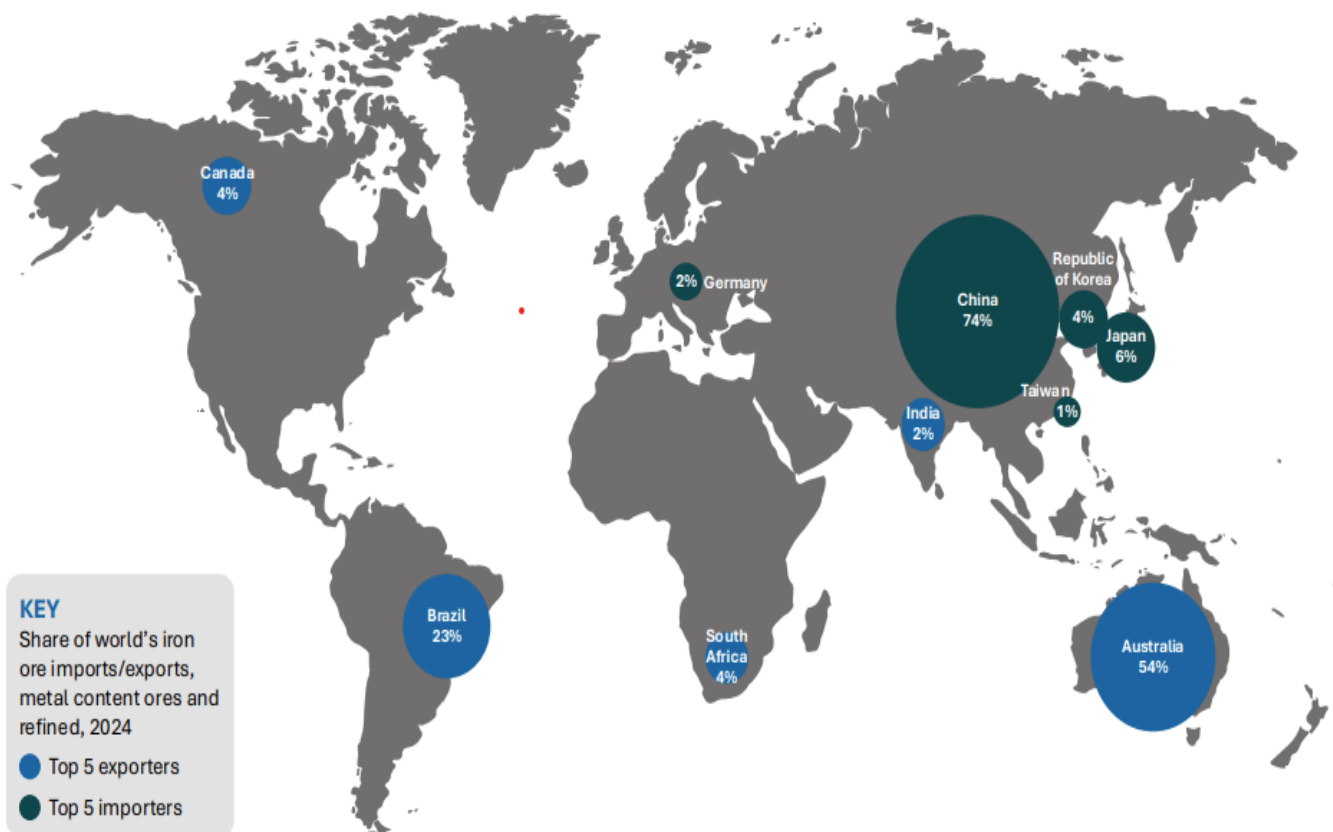 Canada
4%
2% Germany
Republic
of Korea
China
74%
4%
Japan
6%
Taiwan
1%
India
2%
Brazil
23%
South
Africa
4%
Australia
54%
KEY
Share of world's iron
ore imports/exports,
metal content ores and
refined, 2024
Top 5 exporters
Top 5 importers